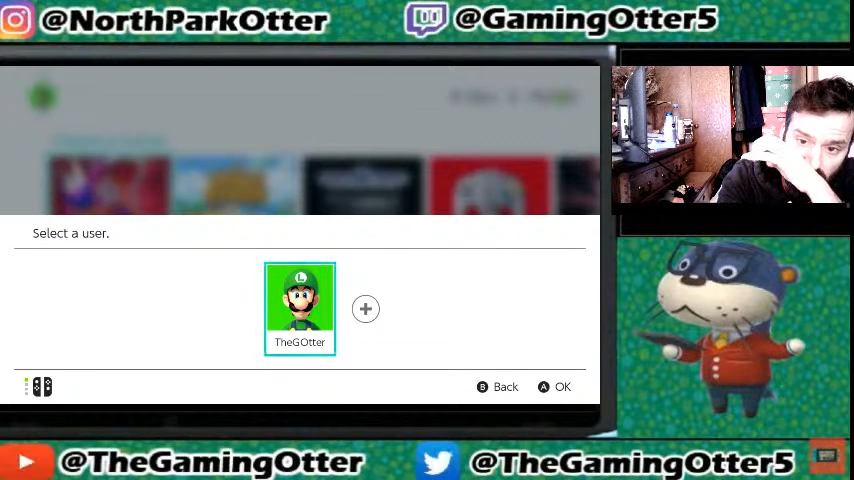 @NorthParkOtter
@GamingOtter5
Select a user.
L
TheGOtter
B Back
A OK
@TheGamingOtter
@TheGamingOtter5